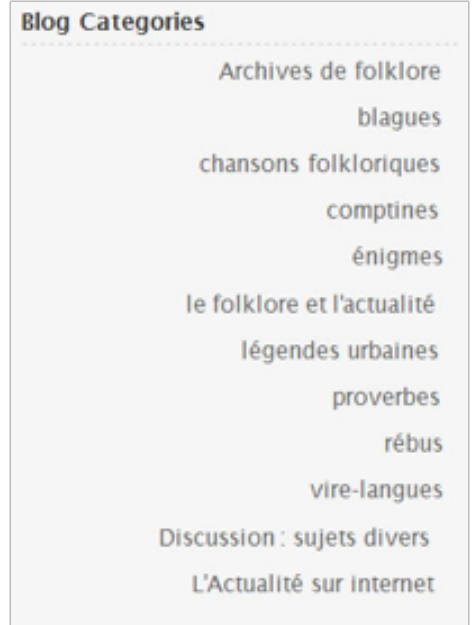 Blog Categories
Archives de folklore
blagues
chansons folkloriques
comptines
énigmes
le folklore et l'actualité
légendes urbaines
proverbes
rébus
vire-langues
Discussion : sujets divers
L'Actualité sur internet